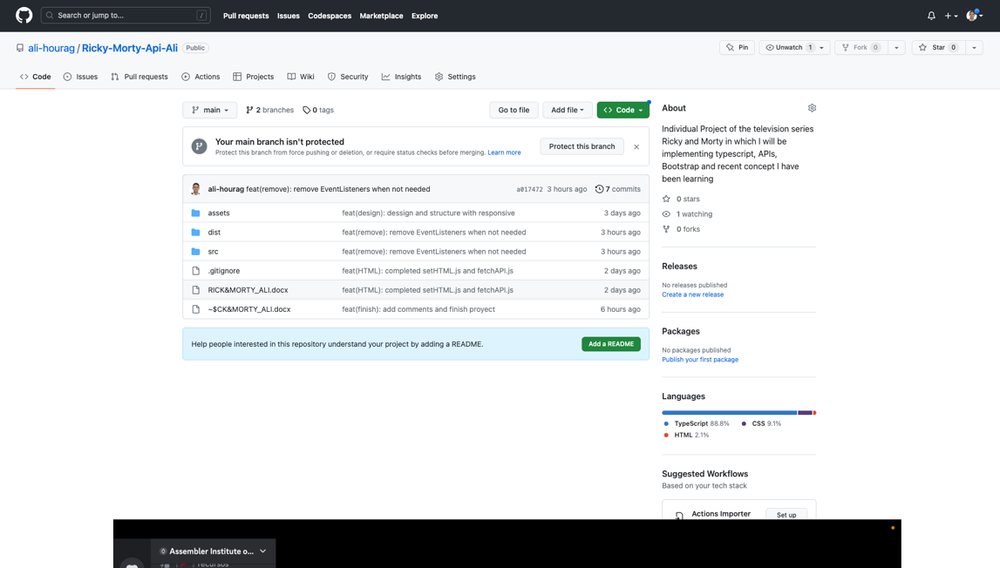 Search or jump to... /
Pull requests Issues Codespaces Marketplace Explore
ali-hourag / Ricky-Morty-Api-Ali Public
Pin Unwatch 1 Fork 0 Star 0
Code Issues Pull requests Actions Projects Wiki Security Insights Settings
main 2 branches 0 tags Go to file Add file Code
Your main branch isn't protected
Protect this branch from force pushing or deletion, or require status checks before merging. Learn more
Protect this branch
ali-hourag feat(remove): remove EventListeners when not needed a017472 3 hours ago 7 commits
assets feat(design): dessign and structure with responsive 3 days ago
dist feat(remove): remove EventListeners when not needed 3 hours ago
src feat(remove): remove EventListeners when not needed 3 hours ago
.gitignore feat(HTML): completed setHTML.js and fetchAPI.js 2 days ago
RICK&MORTY_ALI.docx feat(HTML): completed setHTML.js and fetchAPI.js 2 days ago
~$CK&MORTY_ALI.docx feat(finish): add comments and finish proyect 6 hours ago
Help people interested in this repository understand your project by adding a README. Add a README
About
Individual Project of the television series
Ricky and Morty in which I will be
implementing typescript, APIs,
Bootstrap and recent concept I have
been learning
0 stars
1 watching
0 forks
Releases
No releases published
Create a new release
Packages
No packages published
Publish your first package
Languages
TypeScript 88.8% CSS 9.1%
HTML 2.1%
Suggested Workflows
Based on your tech stack
Actions Importer Set up
Assembler Institute o...
recursos